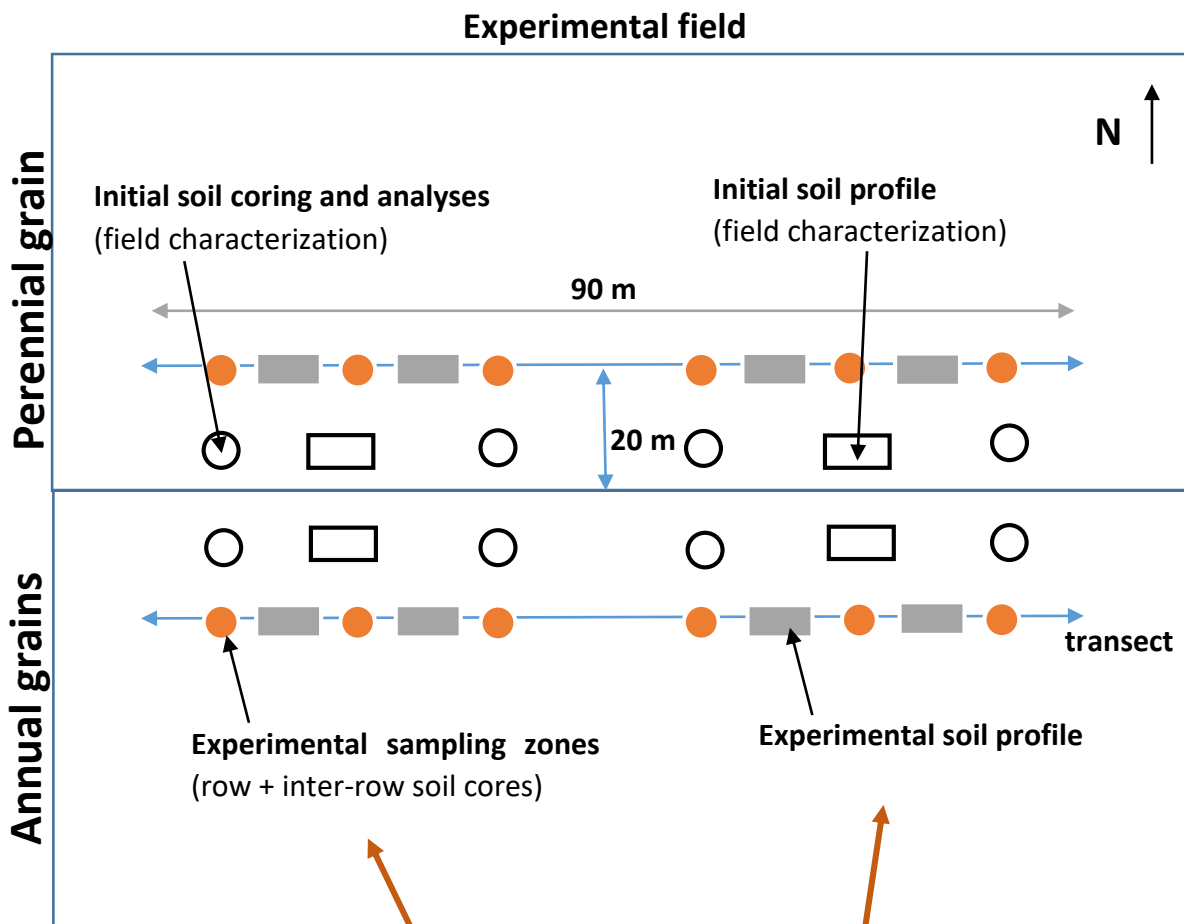 Experimental field
N
Perennial grain
Initial soil coring and analyses
(field characterization)
Initial soil profile
(field characterization)
90 m
20 m
Annual grains
transect
Experimental sampling zones
(row + inter-row soil cores)
Experimental soil profile